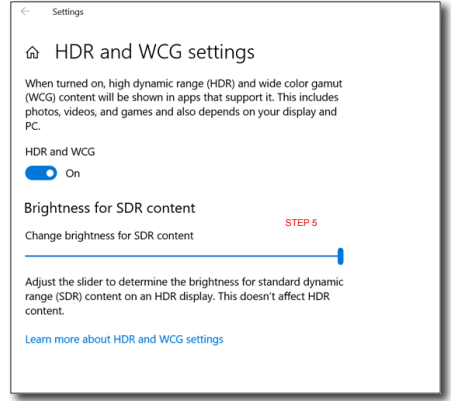 Settings
HDR and WCG settings
When turned on, high dynamic range (HDR) and wide color gamut
(WCG) content will be shown in apps that support it. This includes
photos, videos, and games and also depends on your display and
PC.
HDR and WCG
On
Brightness for SDR content
STEP 5
Change brightness for SDR content
Adjust the slider to determine the brightness for standard dynamic
range (SDR) content on an HDR display. This doesn't affect HDR
content.
Learn more about HDR and WCG settings